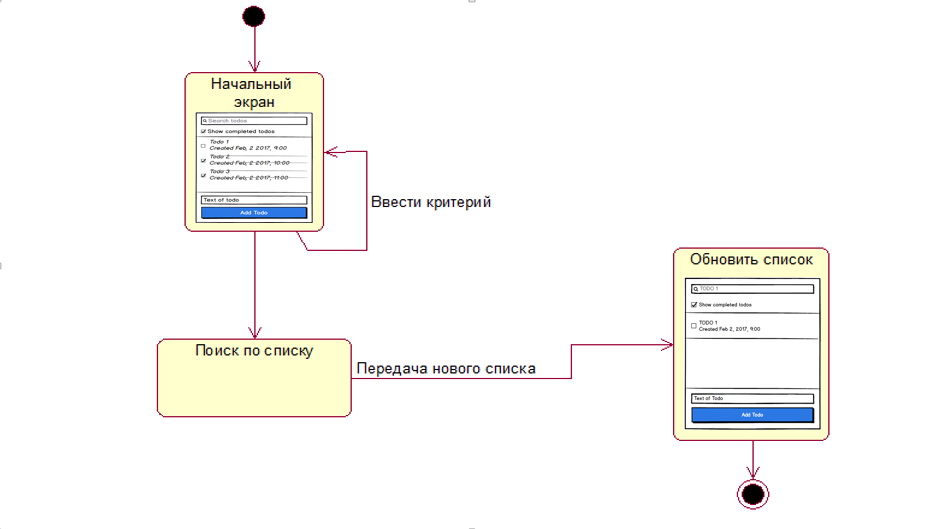 Начальный
экран
Search todos
Show completed todos
Todo 1
Created Feb, 2 2017, 9:00
Todo 2
Created Feb, 2 2017, 10:00
Todo 3
Created Feb, 2 2017, 11:00
Text of todo
Add Todo
Ввести критерий
Поиск по списку
Передача нового списка
Обновить список
TODO 1
Show completed todos
TODO 1
Created Feb 2, 2017, 9:00
Text of Todo
Add Todo